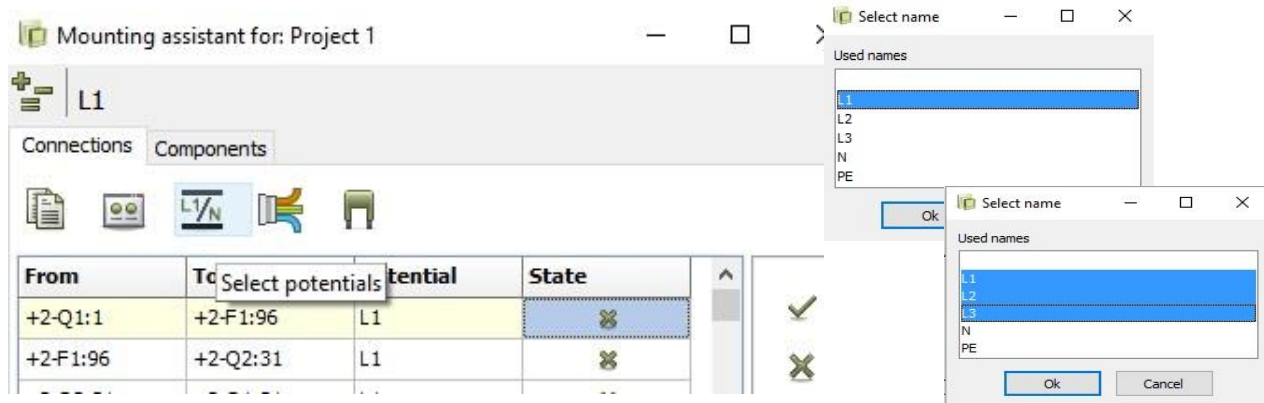 Mounting assistant for: Project 1
L1
Connections Components
L1/N
From To tential State
Select potentials
+2-Q1:1 +2-F1:96 L1
+2-F1:96 +2-Q2:31 L1
Select name
Used names
L1
L2
L3
N
PE
Ok
Select name
Used names
L1
L2
L3
N
PE
Ok Cancel